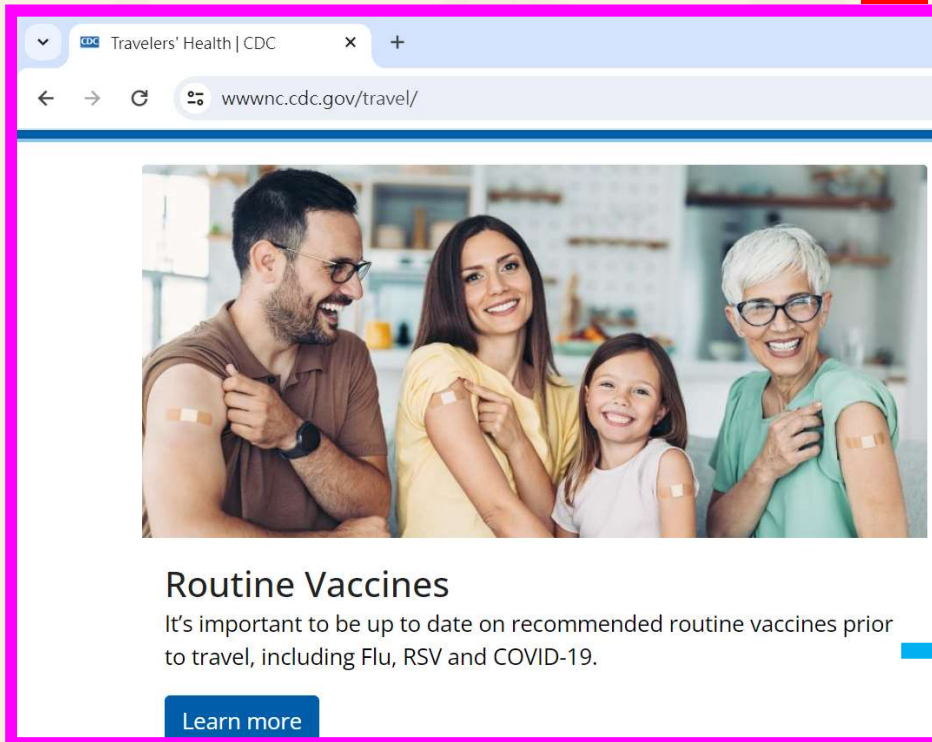 CDC Travelers' Health | CDC
wwwnc.cdc.gov/travel/
Routine Vaccines
It's important to be up to date on recommended routine vaccines prior
to travel, including Flu, RSV and COVID-19.
Learn more